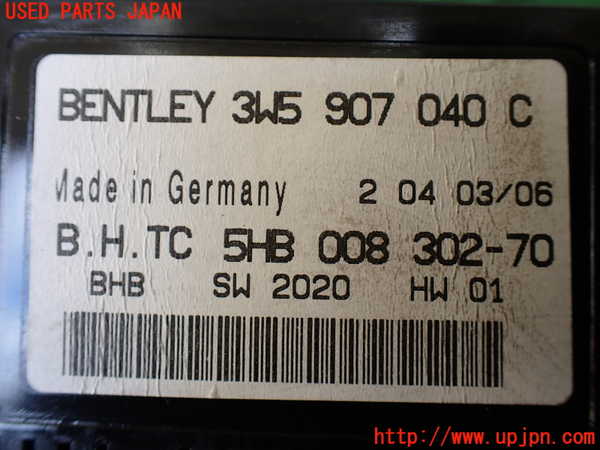 USED PARTS JAPAN
BENTLEY 3W5 907 040 C
Made in Germany 2 04 03/06
B.H.TC 5HB 008 302-70
BHB SW 2020 HW 01
http://www.upjpn.com/